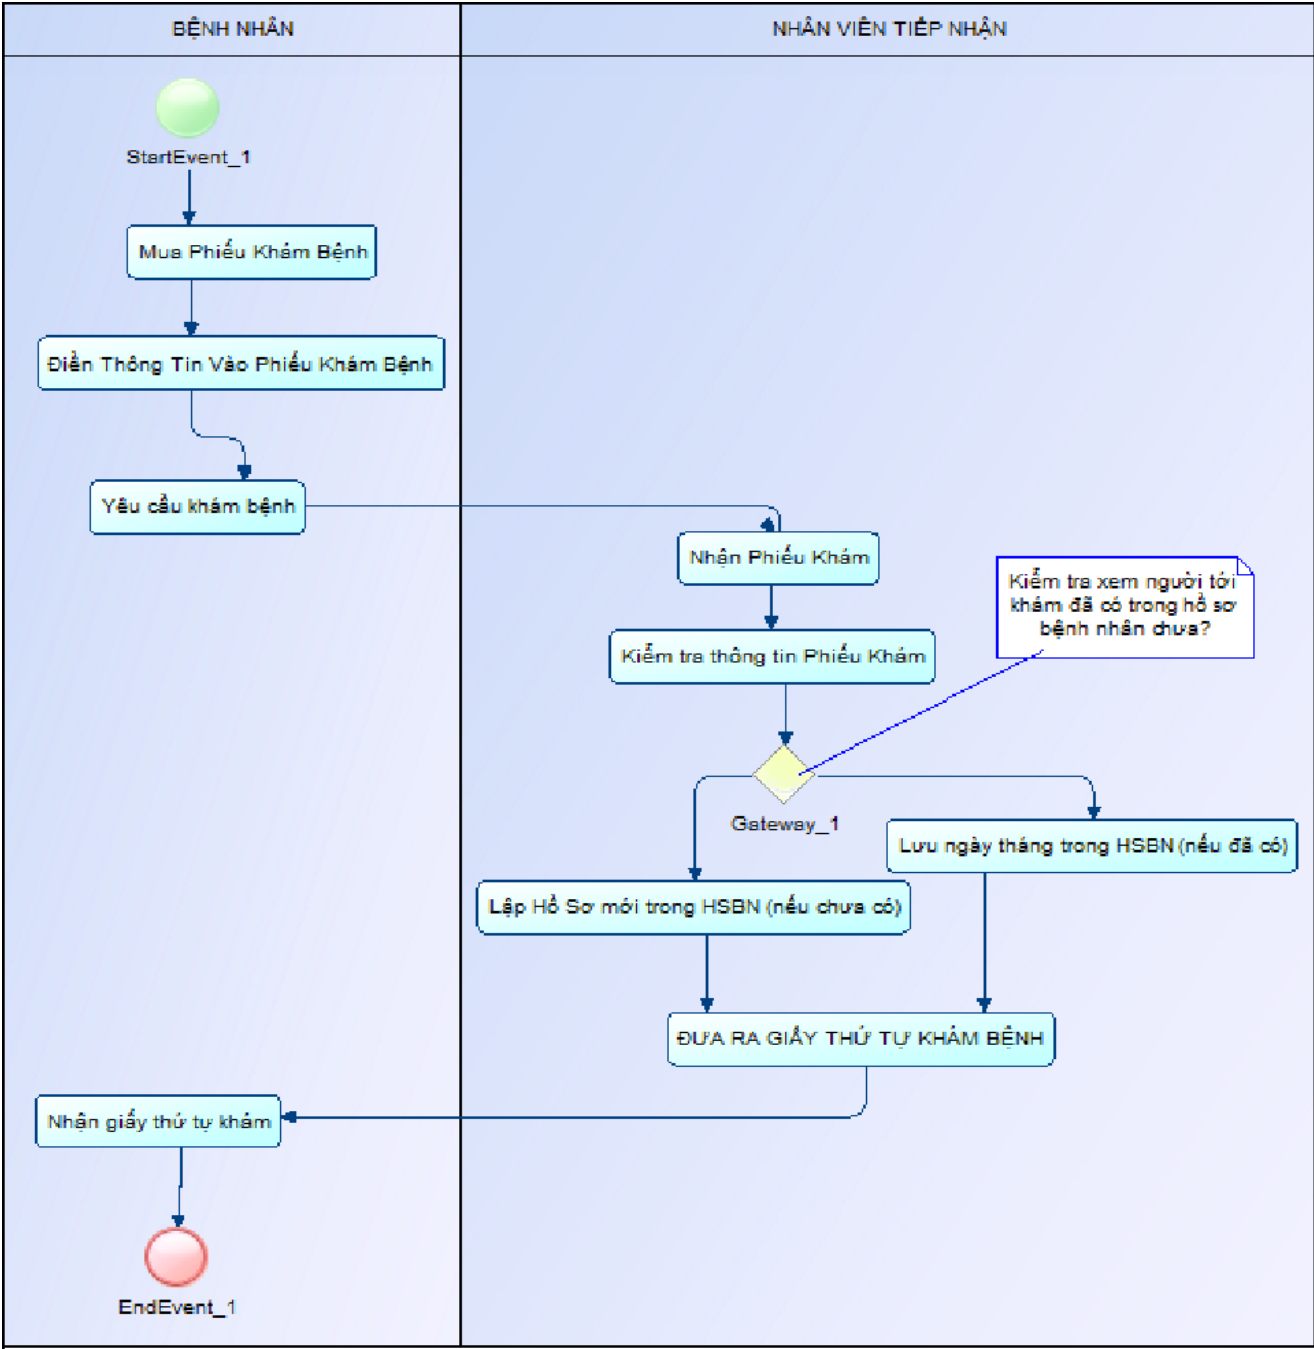 BỆNH NHÂN
NHÂN VIÊN TIẾP NHẬN
StartEvent_1
Mua Phiếu Khám Bệnh
Điền Thông Tin Vào Phiếu Khám Bệnh
Yêu cầu khám bệnh
Nhận Phiếu Khám
Kiểm tra xem người tới
khám đã có trong hồ sơ
bệnh nhân chưa?
Kiểm tra thông tin Phiếu Khám
Gateway_1
Lưu ngày tháng trong HSBN (nếu đã có)
Lập Hồ Sơ mới trong HSBN (nếu chưa có)
ĐƯA RA GIẤY THỨ TỰ KHÁM BỆNH
Nhận giấy thứ tự khám
EndEvent_1